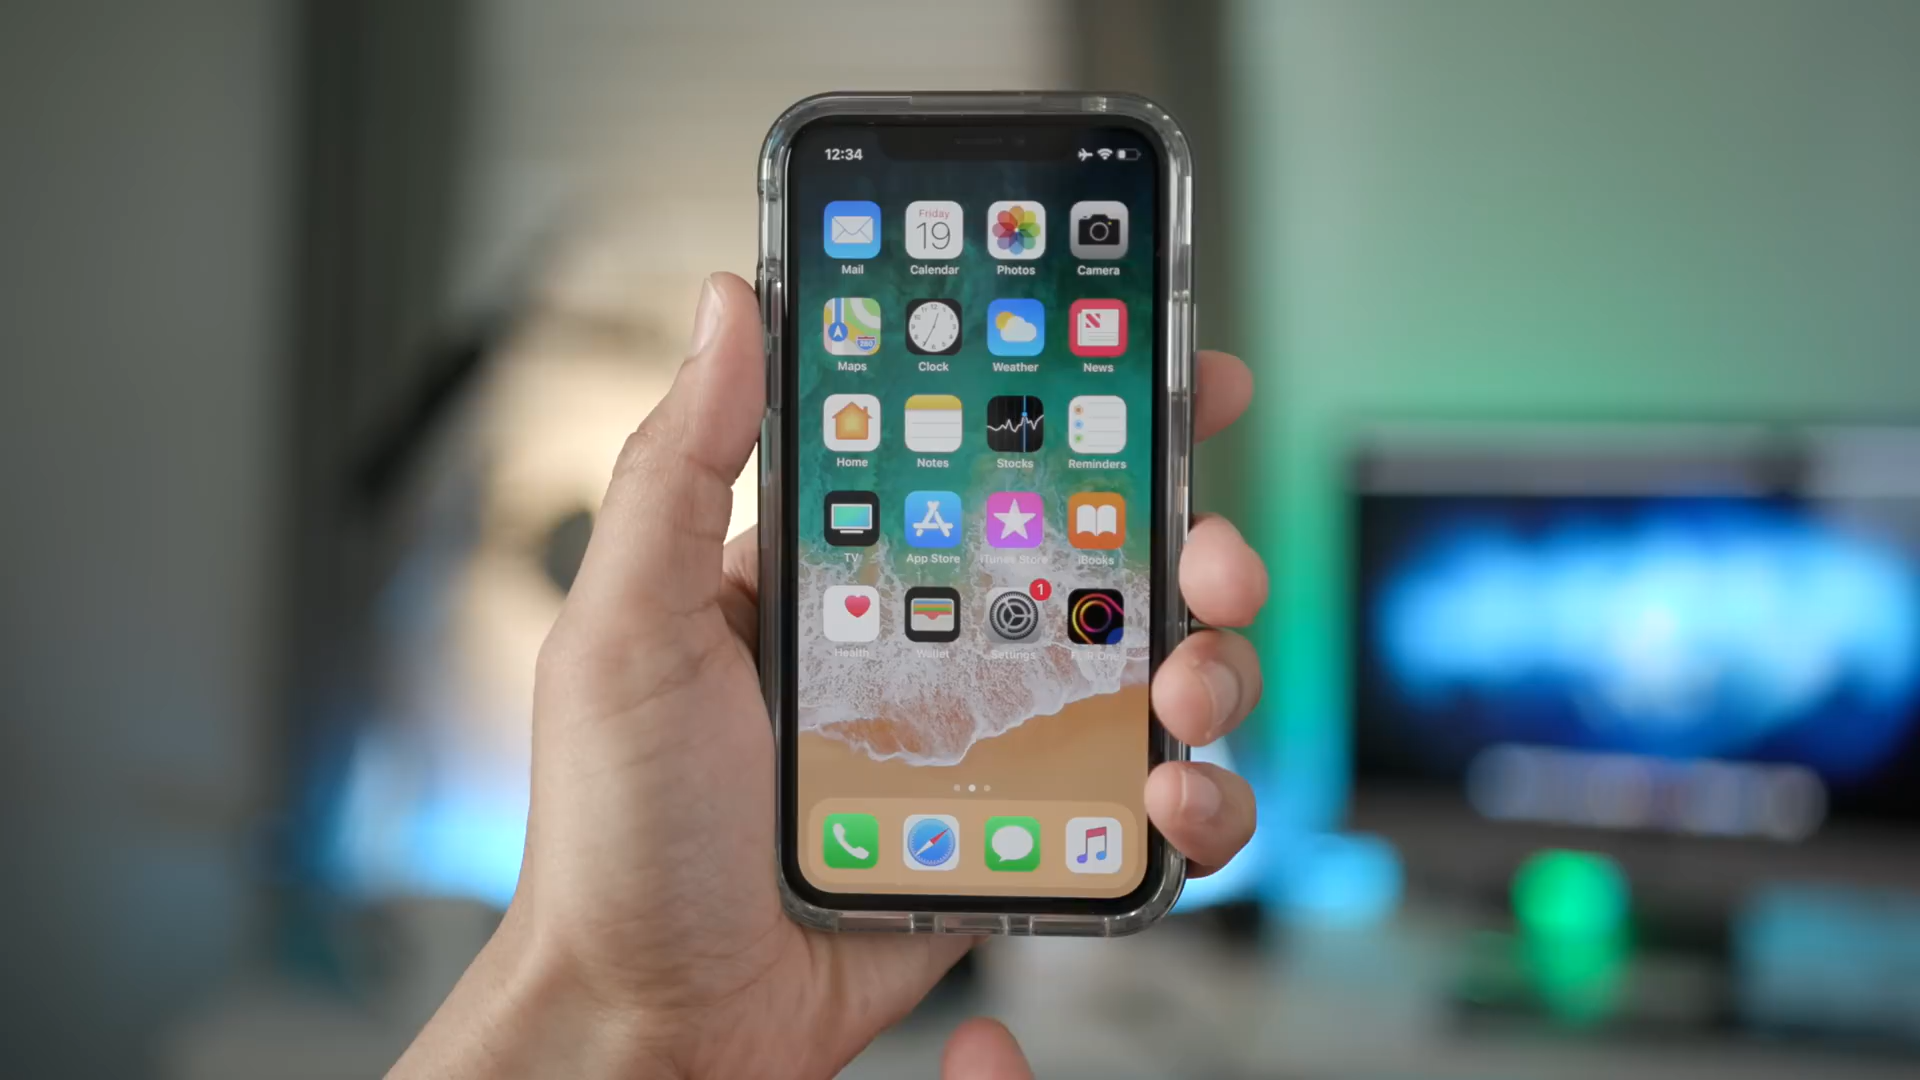 12:34
Friday
19
Mail Calendar Photos Camera
280
Maps Clock Weather News
Home Notes Stocks Reminders
TV App Store iTunes Store iBooks
1
Health Wallet Settings